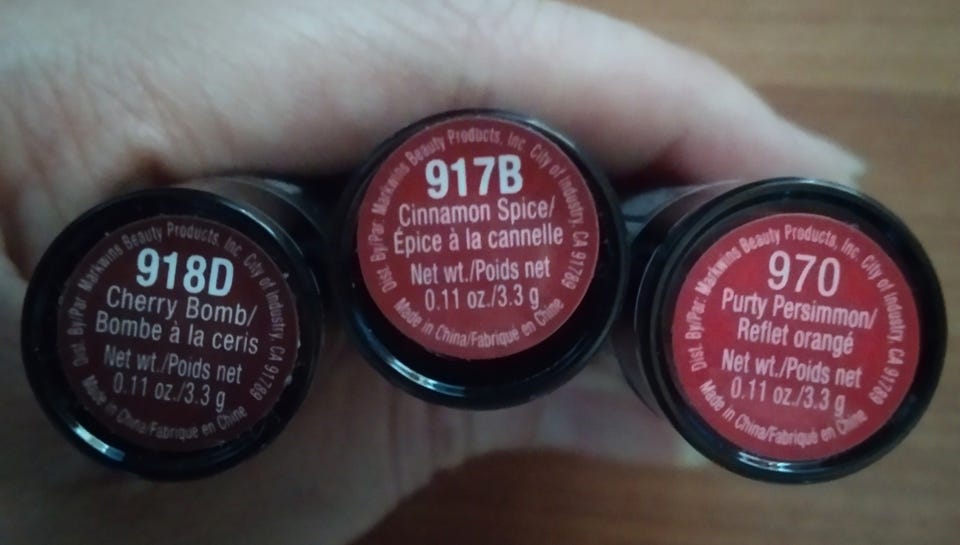 918D
Cherry Bomb/
Bombe à la ceris
Net wt./Poids net
0.11 oz./3.3 g
Dist. By/Par: Markwins Beauty Products, Inc. City of Industry, CA 91789
Made in China/Fabriqué en Chine
917B
Cinnamon Spice/
Épice à la cannelle
Net wt./Poids net
0.11 oz./3.3 g
Dist. By/Par: Markwins Beauty Products, Inc. City of Industry, CA 91789
Made in China/Fabriqué en Chine
970
Purty Persimmon/
Reflet orangé
Net wt./Poids net
0.11 oz./3.3 g
Dist. By/Par: Markwins Beauty Products, Inc. City of Industry, CA 91789
Made in China/Fabriqué en Chine